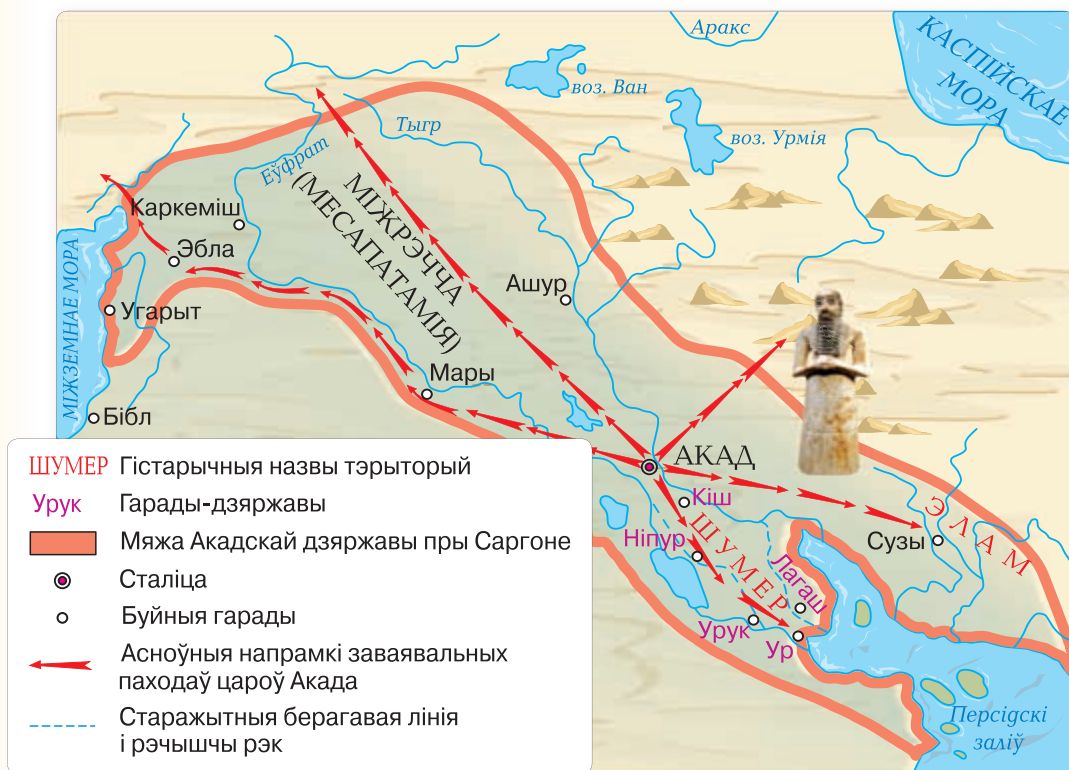 Аракс
КАСПІЙСКАЕ
МОРА
воз. Ван
воз. Урмія
Тыгр
Еўфрат
МІЖРЭЧЧА
(МЕСАПАТАМІЯ)
Каркеміш
Эбла
МІЖЗЕМНАЕ МОРА
Угарыт
Ашур
Мары
Бібл
АКАД
Кіш
ШУМЕР
Ніпур
Лагаш
Урук
Ур
Сузы
ЭЛАМ
Персідскі
заліў
ШУМЕР Гістарычныя назвы тэрыторый
Урук Гарады-дзяржавы
Мяжа Акадскай дзяржавы пры Саргоне
Сталіца
Буйныя гарады
Асноўныя напрамкі заваявальных
паходаў цароў Акада
Старажытныя берагавая лінія
і рэчышчы рэк